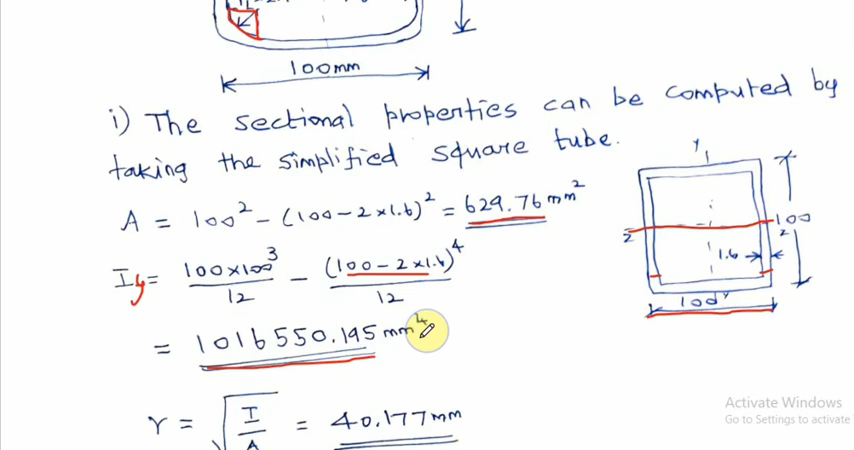 100mm
i) The sectional properties can be computed by
taking the simplified square tube.
A = 100² - (100 - 2×1.6)² = 629.76 mm²
Iy = 100×100³/12 - (100 - 2×1.6)⁴/12
= 1016550.195 mm⁴
r = √(I/A) = 40.177mm
Y
Z
100
Z
1.6
100
Y
Activate Windows
Go to Settings to activate